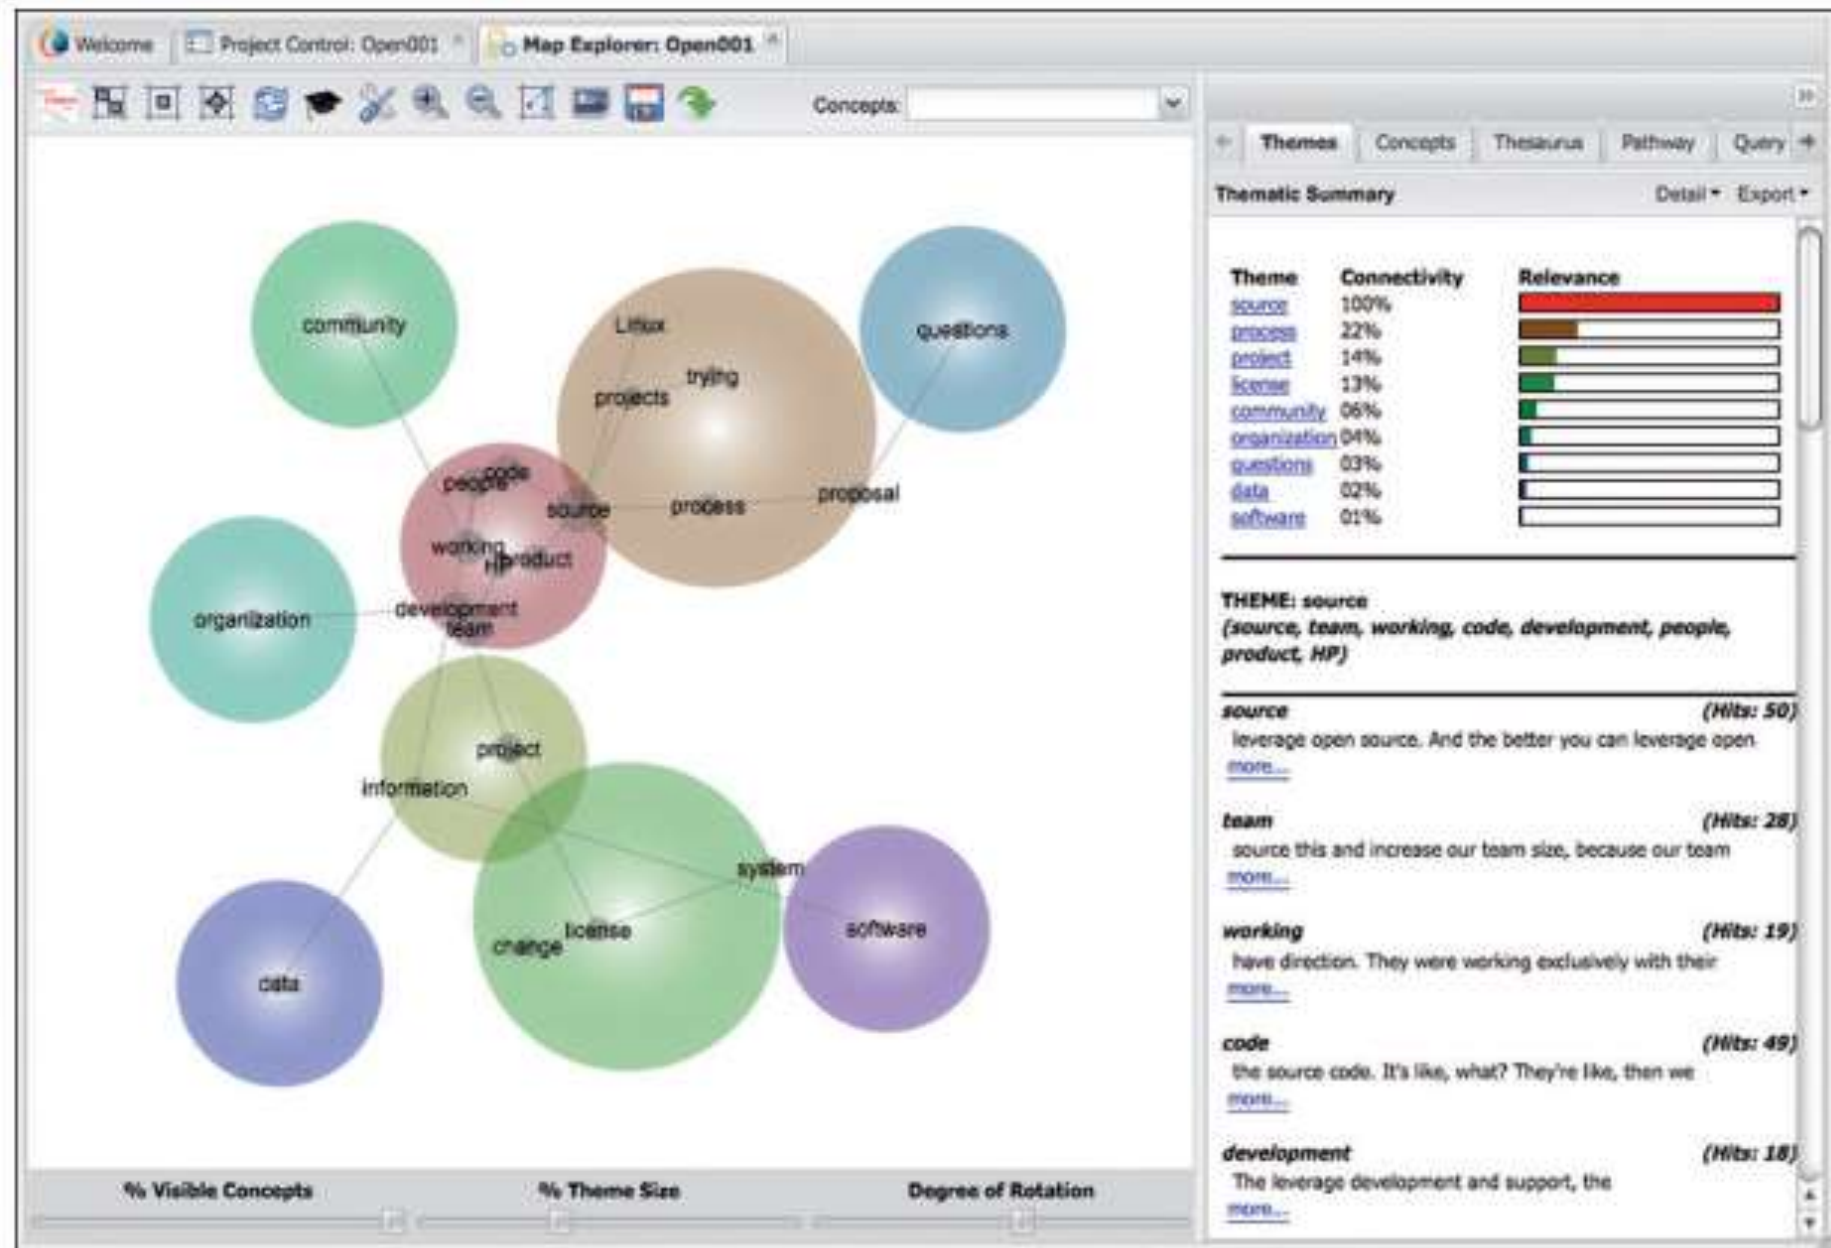 Welcome
Project Control: Open001
Map Explorer: Open001
Concepts:
Themes
Concepts
Thesaurus
Pathway
Query
Thematic Summary
Detail
Export
Theme Connectivity Relevance
source 100%
process 22%
project 14%
license 13%
community 06%
organization 04%
questions 03%
data 02%
software 01%
THEME: source
(source, team, working, code, development, people,
product, HP)
source (Hits: 50)
leverage open source. And the better you can leverage open
more...
team (Hits: 28)
source this and increase our team size, because our team
more...
working (Hits: 19)
have direction. They were working exclusively with their
more...
code (Hits: 49)
the source code. It's like, what? They're like, then we
more...
development (Hits: 18)
The leverage development and support, the
more...
community
Linux
questions
trying
projects
code
people
proposal
source
process
working
product
HP
development
organization
team
project
information
system
license
software
change
data
% Visible Concepts
% Theme Size
Degree of Rotation